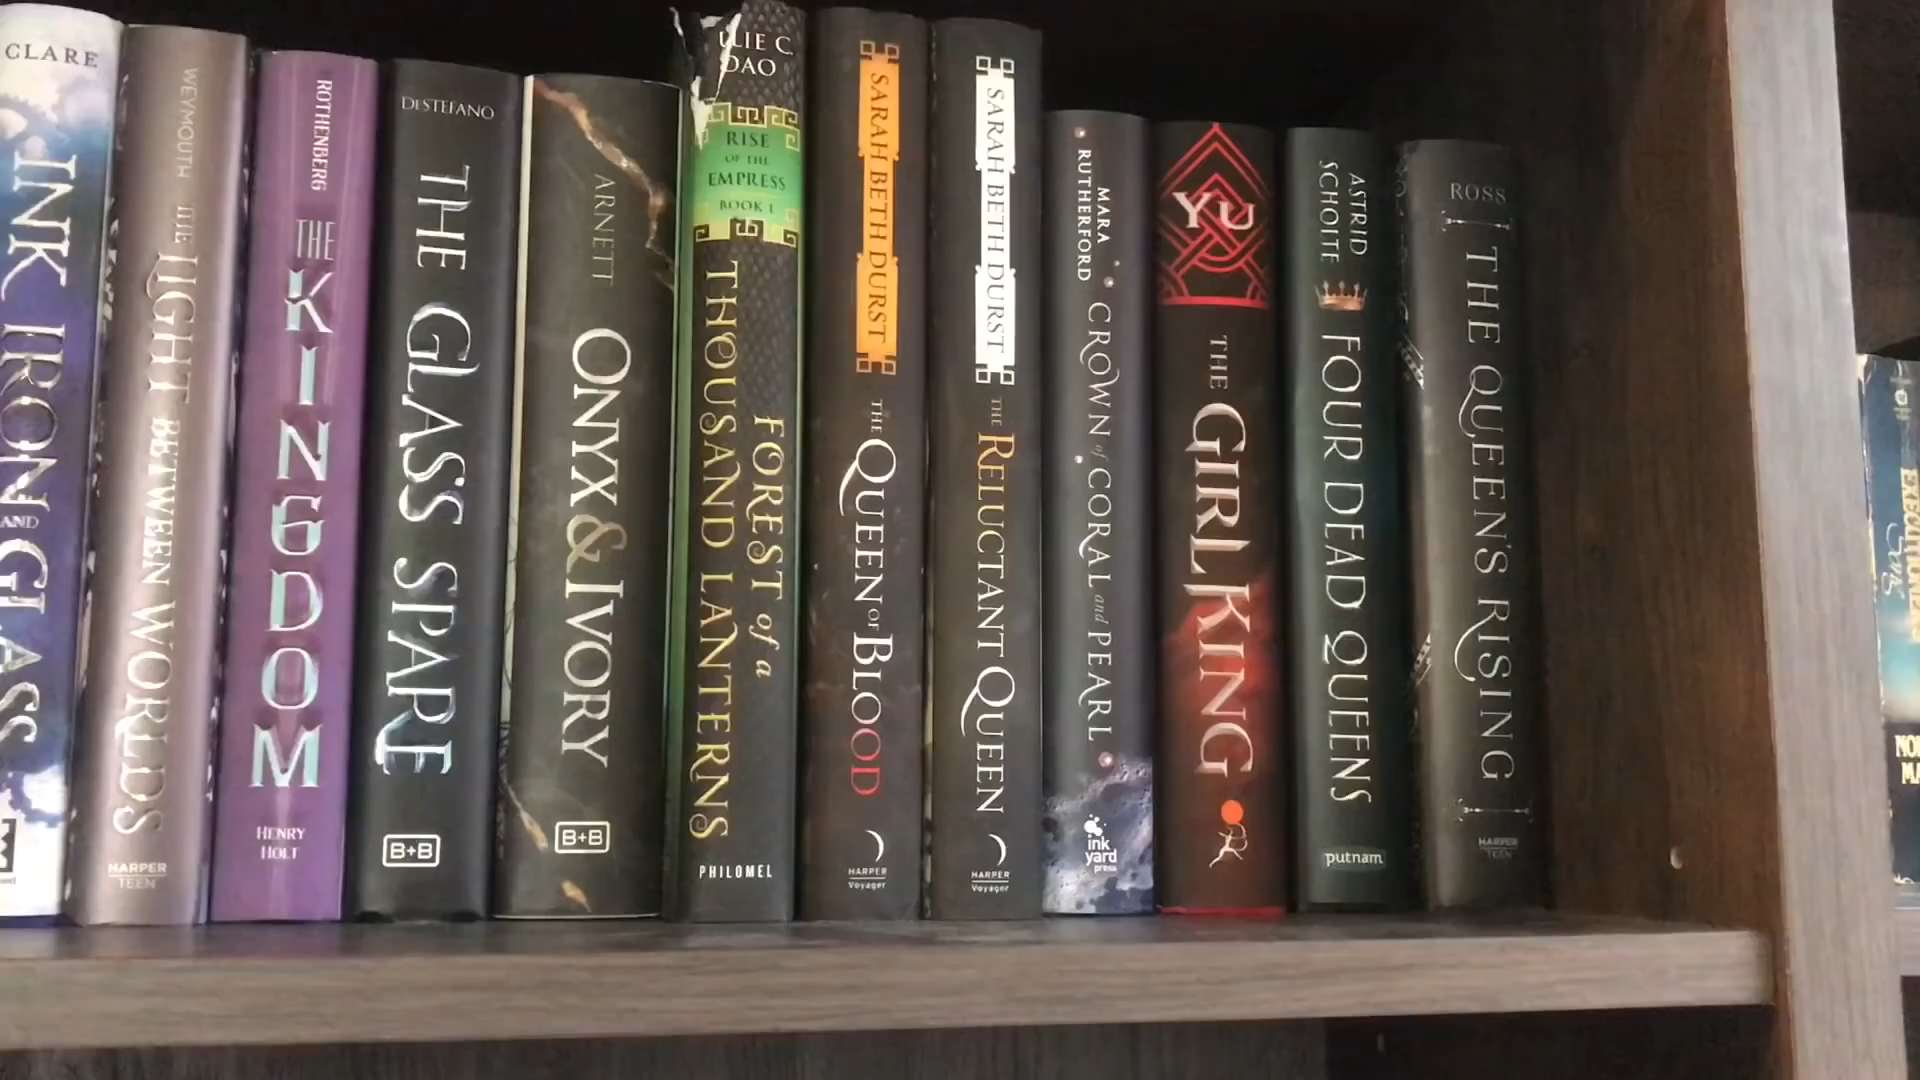 CLARE
INK IRON AND GLASS
WEYMOUTH
THE LIGHT BETWEEN WORLDS
HARPER
TEEN
ROTHENBERG
THE
KINGDOM
HENRY
HOLT
DESTEFANO
THE GLASS SPARE
B+B
ARNETT
ONYX & IVORY
B+B
LIE C.
DAO
RISE
OF THE
EMPRESS
BOOK 1
FOREST of a
THOUSAND LANTERNS
PHILOMEL
SARAH BETH DURST
THE QUEEN OF BLOOD
HARPER
Voyager
SARAH BETH DURST
THE RELUCTANT QUEEN
HARPER
Voyager
MARA
RUTHERFORD
CROWN of CORAL and PEARL
ink
yard
press
YU
THE GIRL KING
ASTRID
SCHOLTE
FOUR DEAD QUEENS
putnam
ROSS
THE QUEEN'S RISING
HARPER
TEEN